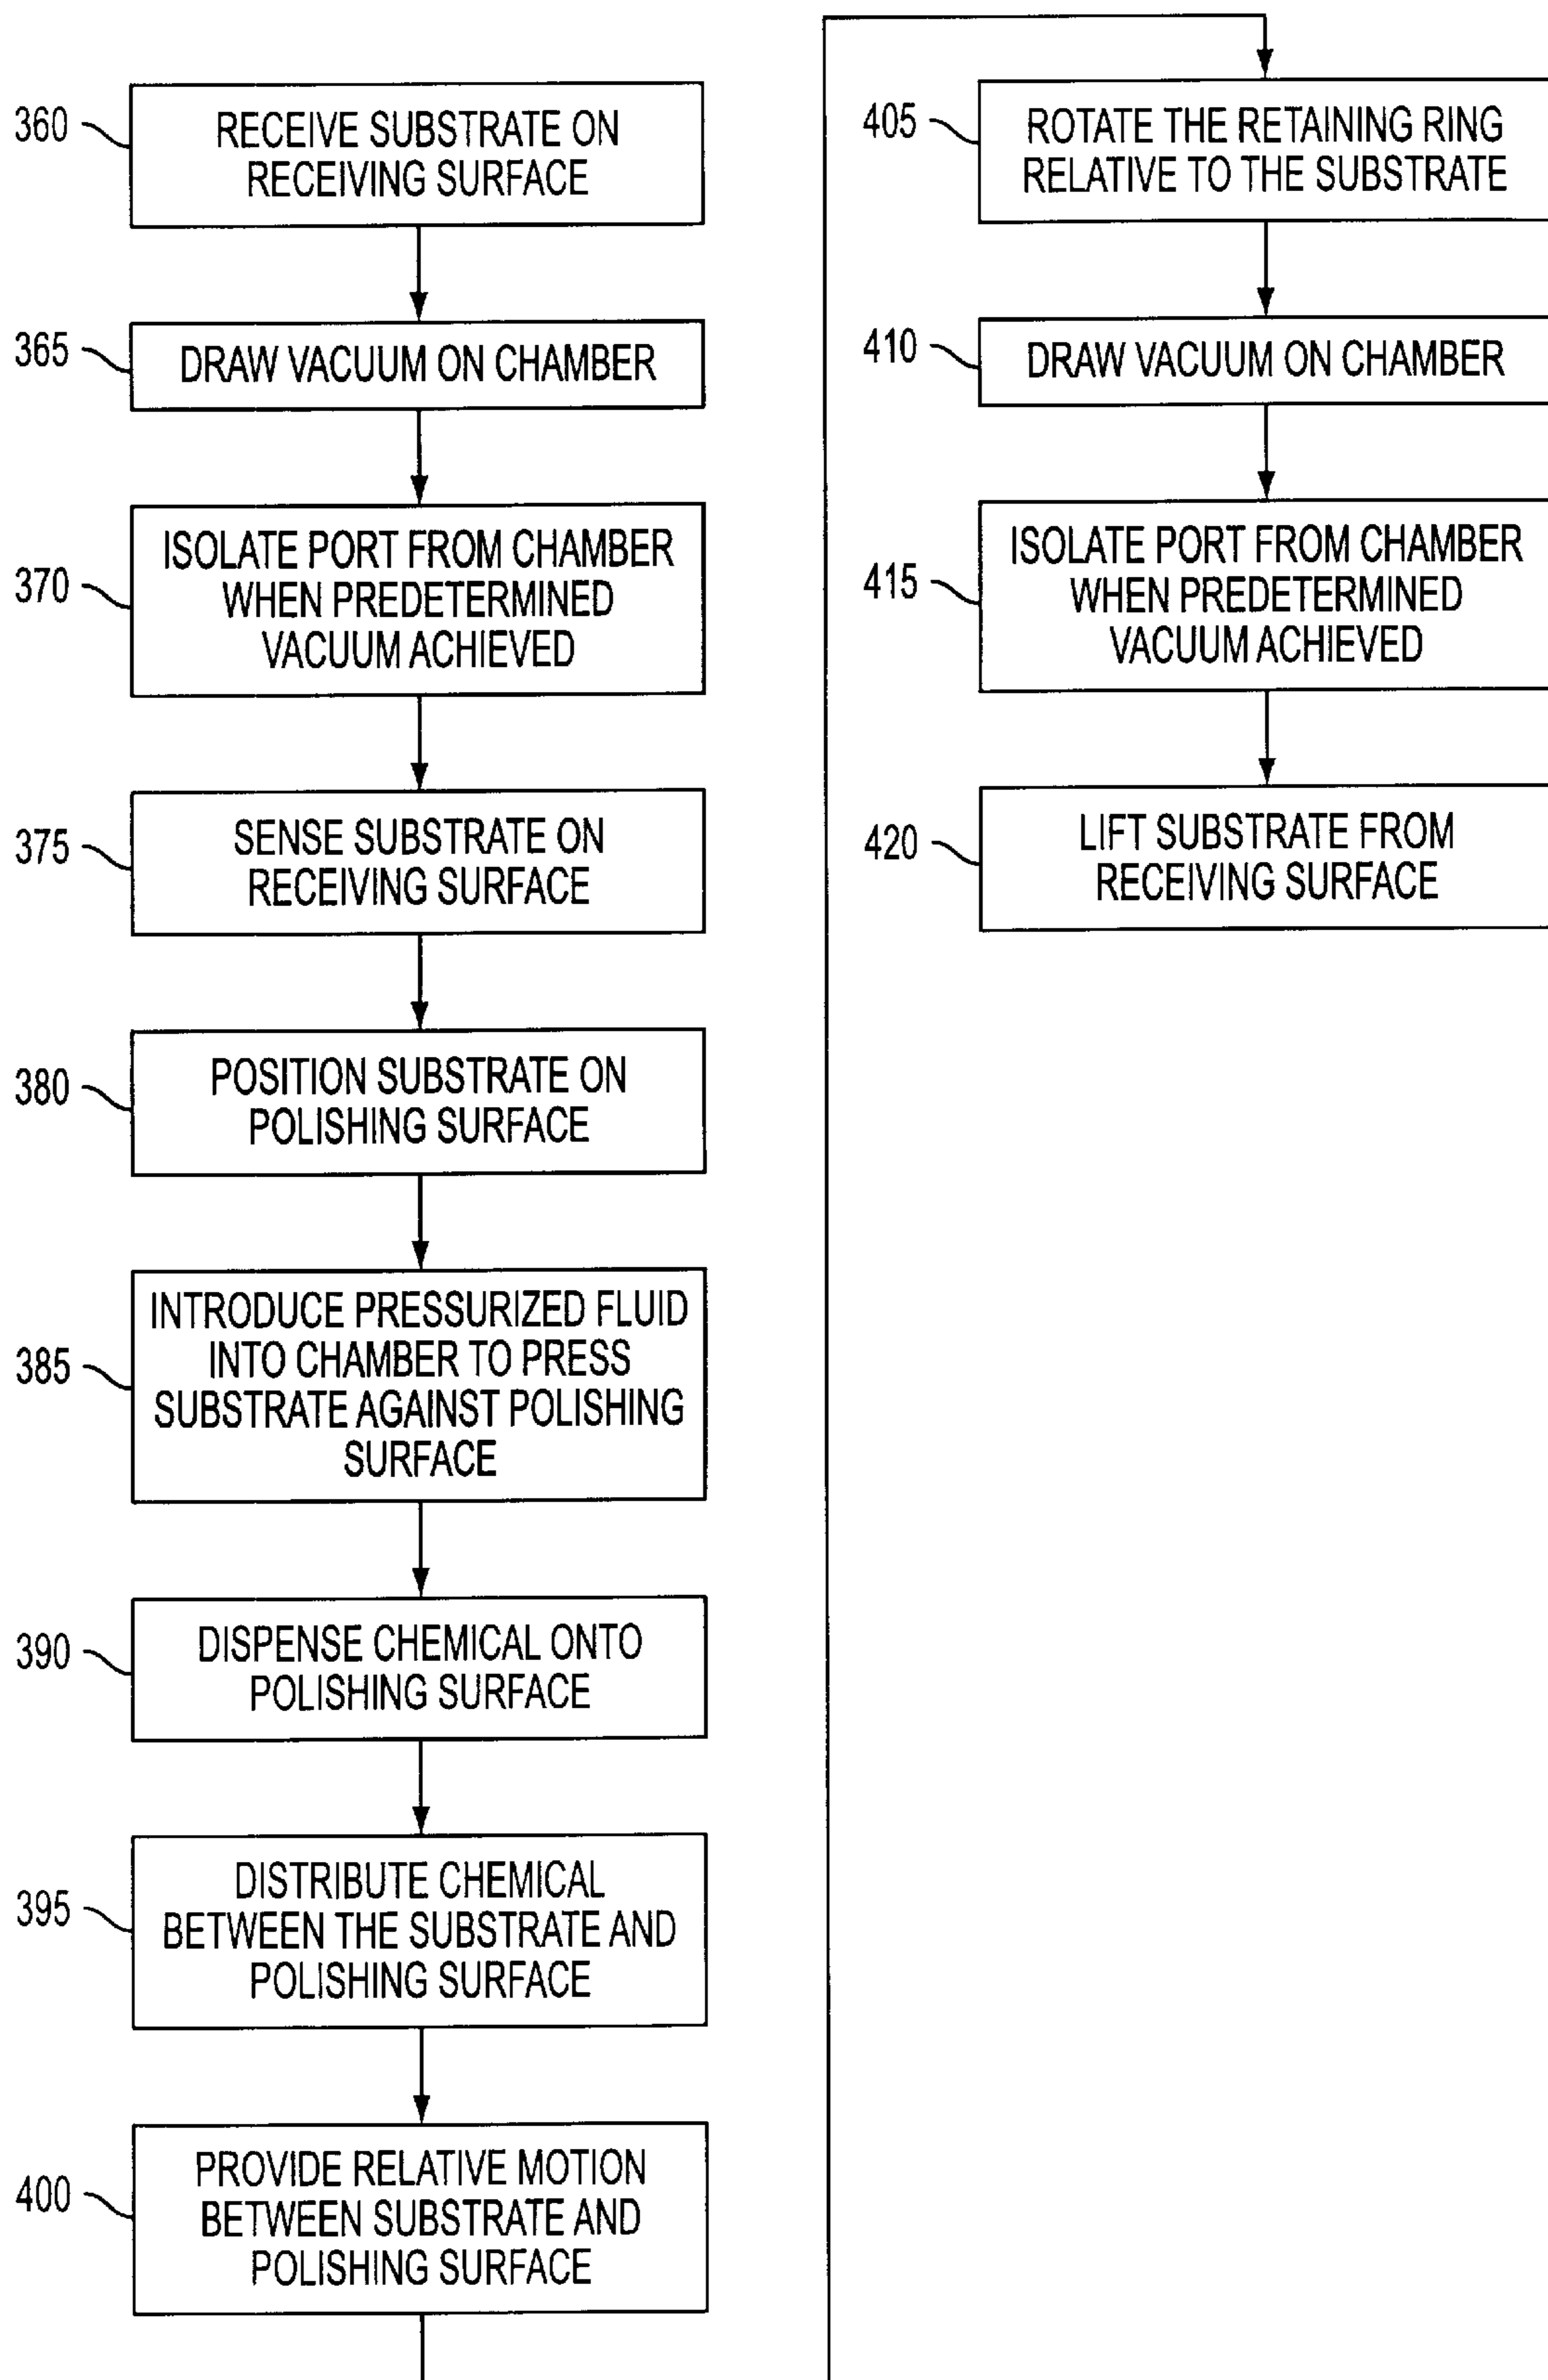 360
RECEIVE SUBSTRATE ON
RECEIVING SURFACE
365
DRAW VACUUM ON CHAMBER
370
ISOLATE PORT FROM CHAMBER
WHEN PREDETERMINED
VACUUM ACHIEVED
375
SENSE SUBSTRATE ON
RECEIVING SURFACE
380
POSITION SUBSTRATE ON
POLISHING SURFACE
385
INTRODUCE PRESSURIZED FLUID
INTO CHAMBER TO PRESS
SUBSTRATE AGAINST POLISHING
SURFACE
390
DISPENSE CHEMICAL ONTO
POLISHING SURFACE
395
DISTRIBUTE CHEMICAL
BETWEEN THE SUBSTRATE AND
POLISHING SURFACE
400
PROVIDE RELATIVE MOTION
BETWEEN SUBSTRATE AND
POLISHING SURFACE
405
ROTATE THE RETAINING RING
RELATIVE TO THE SUBSTRATE
410
DRAW VACUUM ON CHAMBER
415
ISOLATE PORT FROM CHAMBER
WHEN PREDETERMINED
VACUUM ACHIEVED
420
LIFT SUBSTRATE FROM
RECEIVING SURFACE